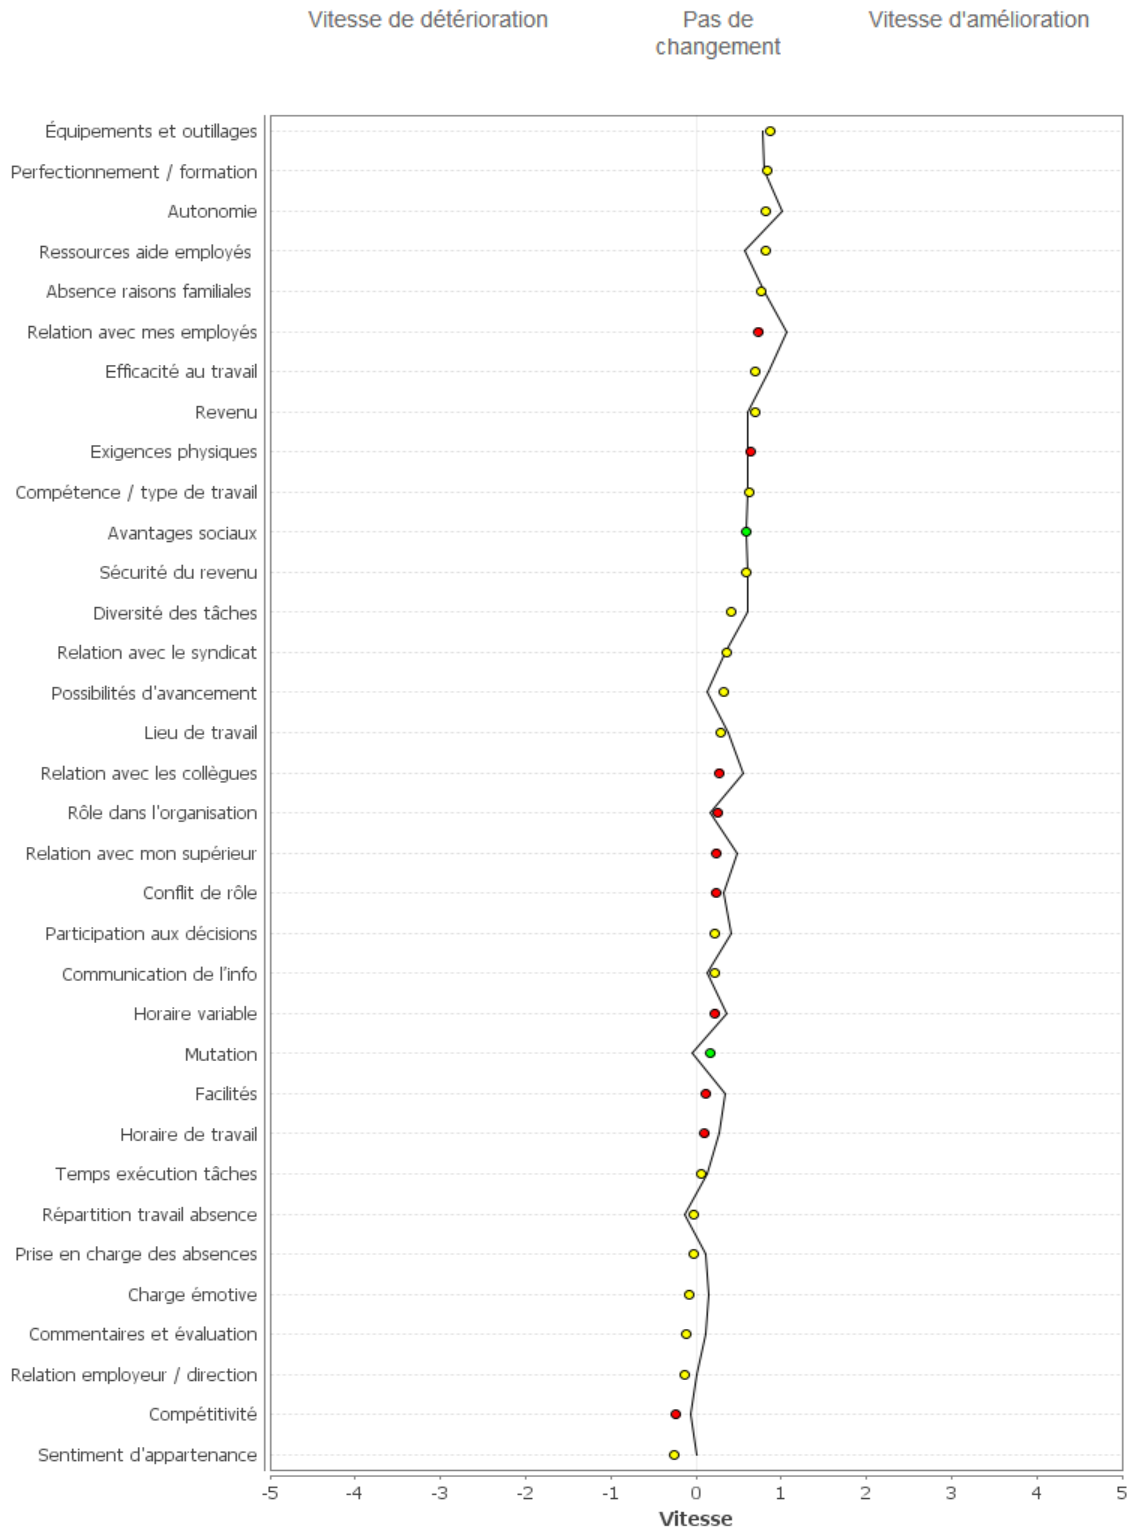 Vitesse de détérioration
Pas de
changement
Vitesse d'amélioration
Équipements et outillages
Perfectionnement / formation
Autonomie
Ressources aide employés
Absence raisons familiales
Relation avec mes employés
Efficacité au travail
Revenu
Exigences physiques
Compétence / type de travail
Avantages sociaux
Sécurité du revenu
Diversité des tâches
Relation avec le syndicat
Possibilités d'avancement
Lieu de travail
Relation avec les collègues
Rôle dans l'organisation
Relation avec mon supérieur
Conflit de rôle
Participation aux décisions
Communication de l'info
Horaire variable
Mutation
Facilités
Horaire de travail
Temps exécution tâches
Répartition travail absence
Prise en charge des absences
Charge émotive
Commentaires et évaluation
Relation employeur / direction
Compétitivité
Sentiment d'appartenance
-5 -4 -3 -2 -1 0 1 2 3 4 5
Vitesse